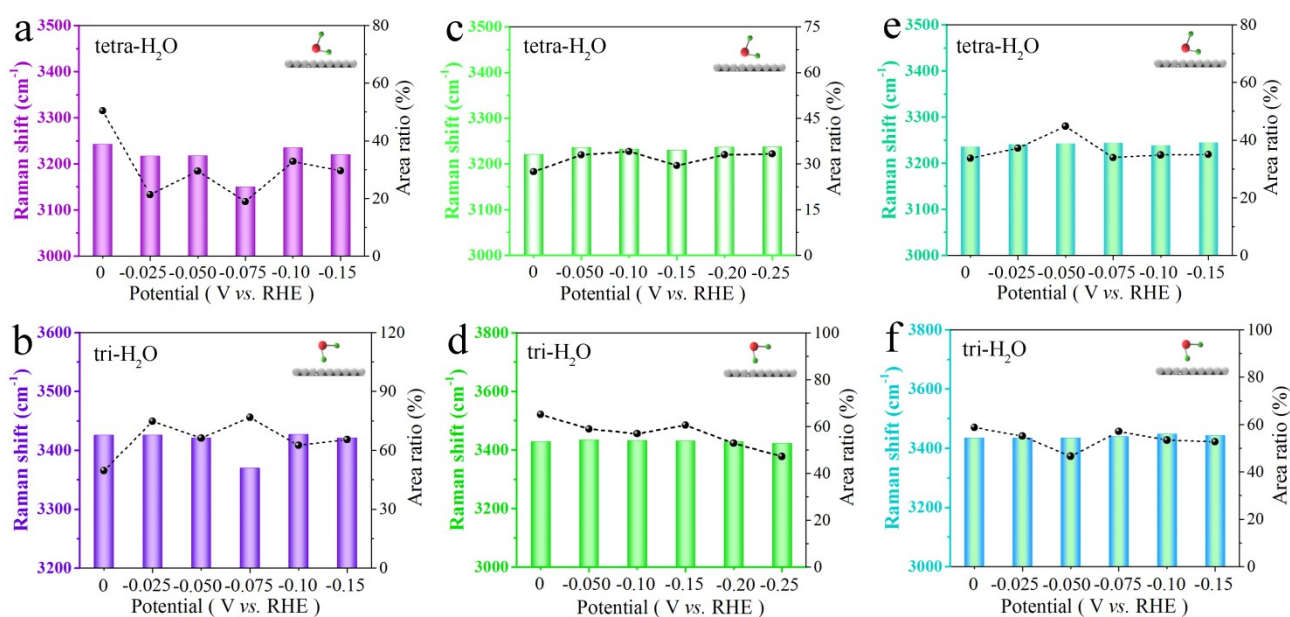 a
tetra-H2O
Raman shift (cm-1)
3500
3400
3300
3200
3100
3000
80
60
40
20
0
Area ratio (%)
0 -0.025 -0.050 -0.075 -0.10 -0.15
Potential ( V vs. RHE )
c
tetra-H2O
Raman shift (cm-1)
3500
3400
3300
3200
3100
3000
75
60
45
30
15
0
Area ratio (%)
0 -0.050 -0.10 -0.15 -0.20 -0.25
Potential ( V vs. RHE )
e
tetra-H2O
Raman shift (cm-1)
3500
3400
3300
3200
3100
3000
80
60
40
20
0
Area ratio (%)
0 -0.025 -0.050 -0.075 -0.10 -0.15
Potential ( V vs. RHE )
b
tri-H2O
Raman shift (cm-1)
3600
3500
3400
3300
3200
120
90
60
30
0
Area ratio (%)
0 -0.025 -0.050 -0.075 -0.10 -0.15
Potential ( V vs. RHE )
d
tri-H2O
Raman shift (cm-1)
3800
3600
3400
3200
3000
100
80
60
40
20
0
Area ratio (%)
0 -0.050 -0.10 -0.15 -0.20 -0.25
Potential ( V vs. RHE )
f
tri-H2O
Raman shift (cm-1)
3800
3600
3400
3200
3000
100
80
60
40
20
0
Area ratio (%)
0 -0.025 -0.050 -0.075 -0.10 -0.15
Potential ( V vs. RHE )